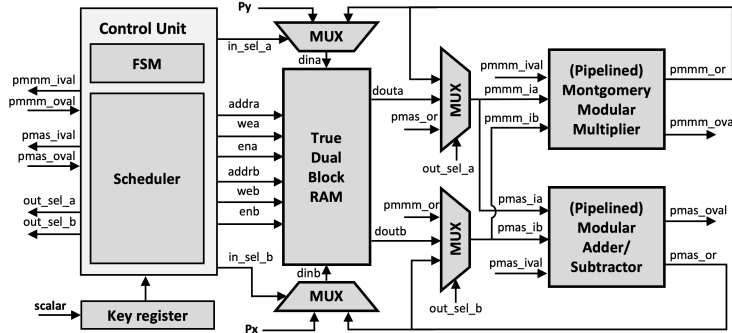 Control Unit
FSM
Scheduler
pmmm_ival
pmmm_oval
pmas_ival
pmas_oval
out_sel_a
out_sel_b
scalar
Key register
Py
MUX
in_sel_a
dina
addra
wea
ena
addrb
web
enb
in_sel_b
True
Dual
Block
RAM
douta
doutb
dinb
MUX
Px
MUX
pmas_or
out_sel_a
pmmm_or
MUX
out_sel_b
pmmm_ival
pmmm_ia
pmmm_ib
(Pipelined)
Montgomery
Modular
Multiplier
pmmm_or
pmmm_oval
pmas_ia
pmas_ib
pmas_ival
(Pipelined)
Modular
Adder/
Subtractor
pmas_oval
pmas_or